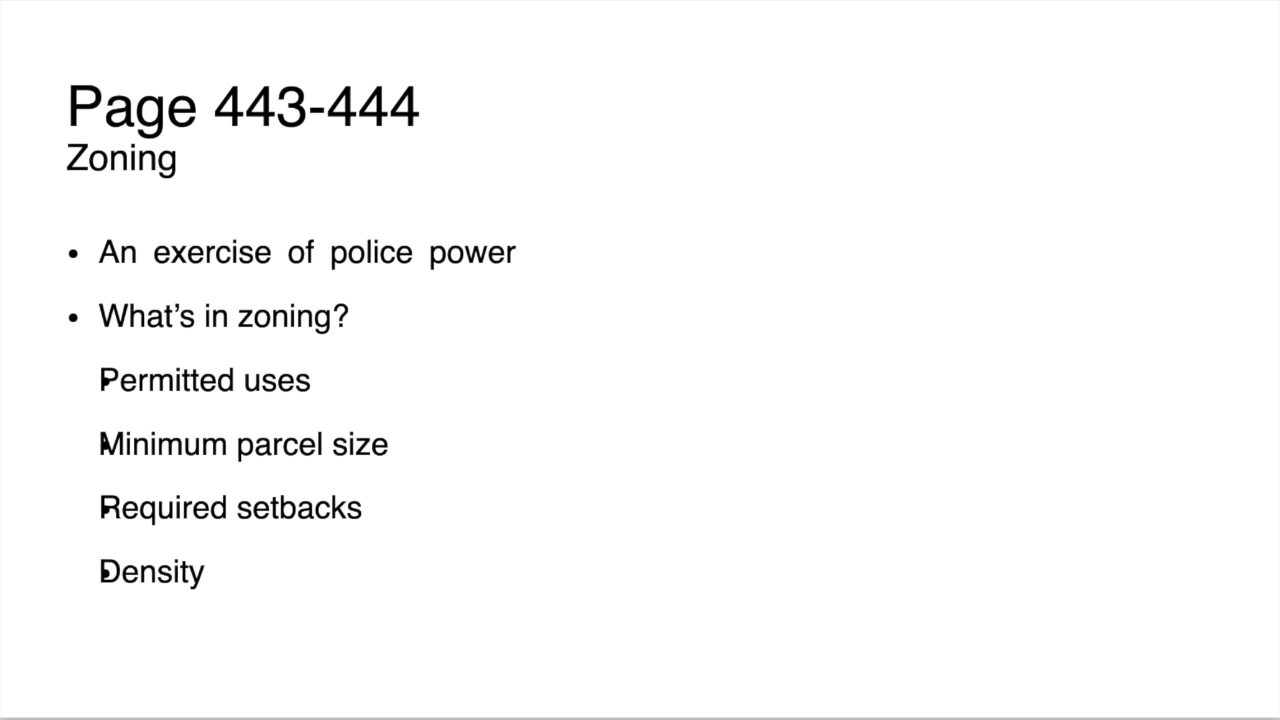 Page 443-444
Zoning
• An exercise of police power
• What’s in zoning?
• Permitted uses
• Minimum parcel size
• Required setbacks
• Density